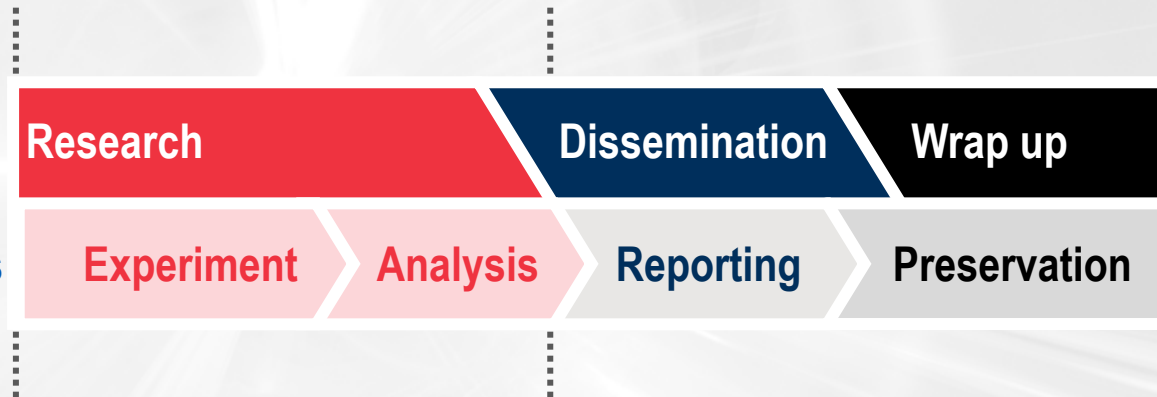 Research Dissemination Wrap up
s Experiment Analysis Reporting Preservation